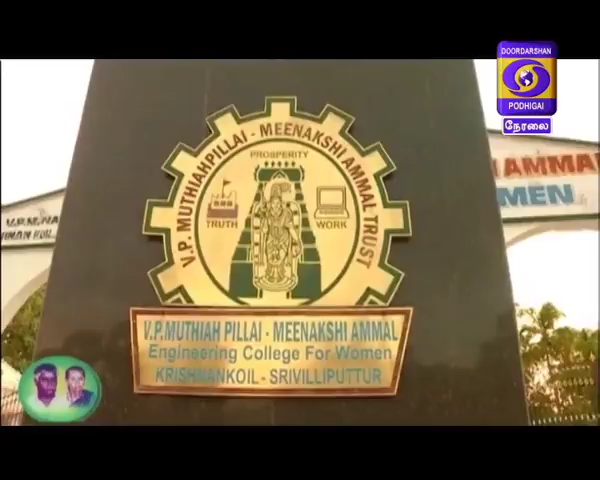 DOORDARSHAN
PODHIGAI
நேரலை
V.P. MUTHIAHPILLAI - MEENAKSHI AMMAL TRUST
PROSPERITY
TRUTH
WORK
V.P.MUTHIAH PILLAI - MEENAKSHI AMMAL
Engineering College For Women
KRISHNANKOIL - SRIVILLIPUTTUR
AMMAL
MEN
V.P.M.